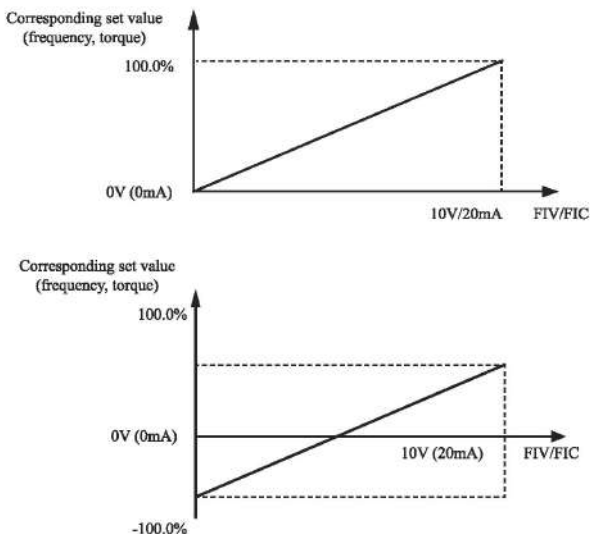 Corresponding set value
(frequency, torque)
100.0%
0V (0mA)
10V/20mA FIV/FIC
Corresponding set value
(frequency, torque)
100.0%
0V (0mA)
10V (20mA) FIV/FIC
-100.0%